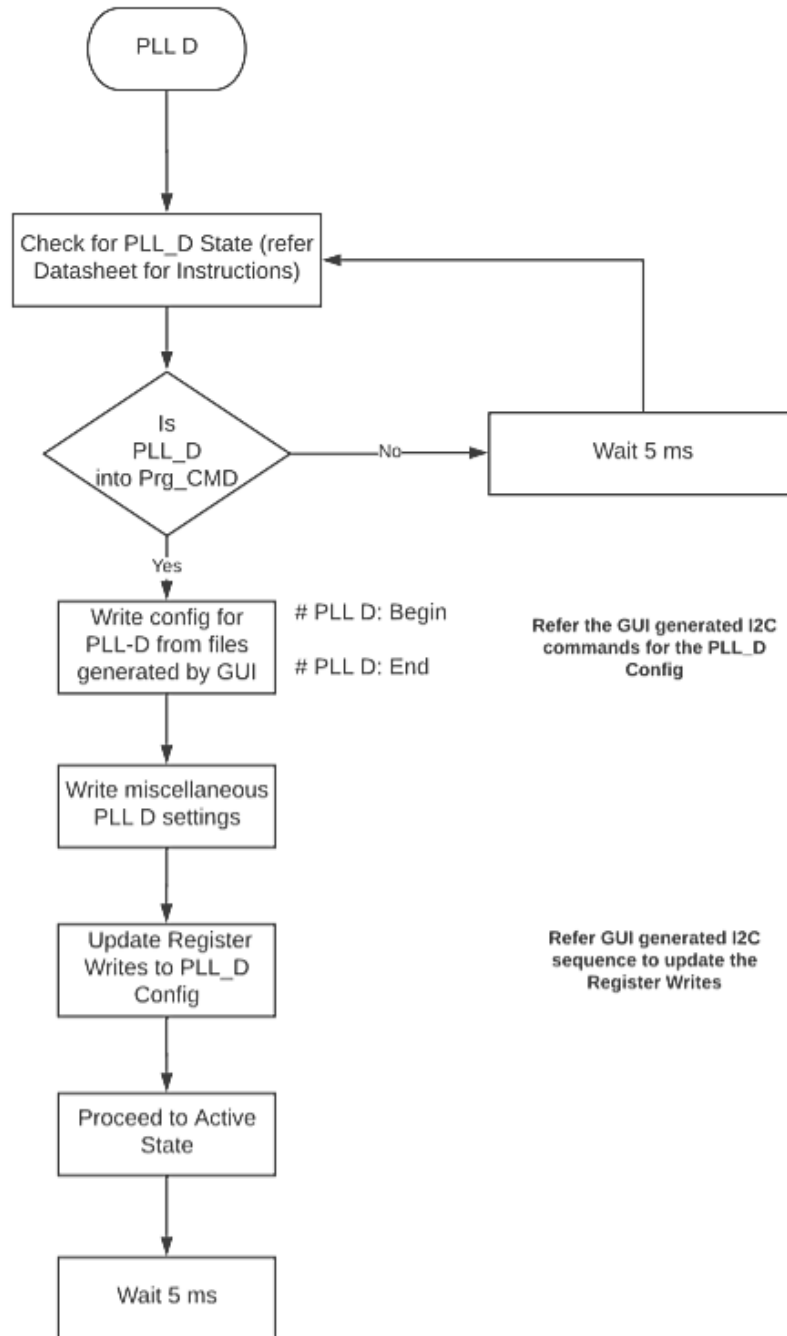 PLL D
Check for PLL_D State (refer
Datasheet for Instructions)
Is
PLL_D
into Prg_CMD
No
Wait 5 ms
Yes
Write config for
PLL-D from files
generated by GUI
# PLL D: Begin
# PLL D: End
Refer the GUI generated I2C
commands for the PLL_D
Config
Write miscellaneous
PLL D settings
Update Register
Writes to PLL_D
Config
Refer GUI generated I2C
sequence to update the
Register Writes
Proceed to Active
State
Wait 5 ms